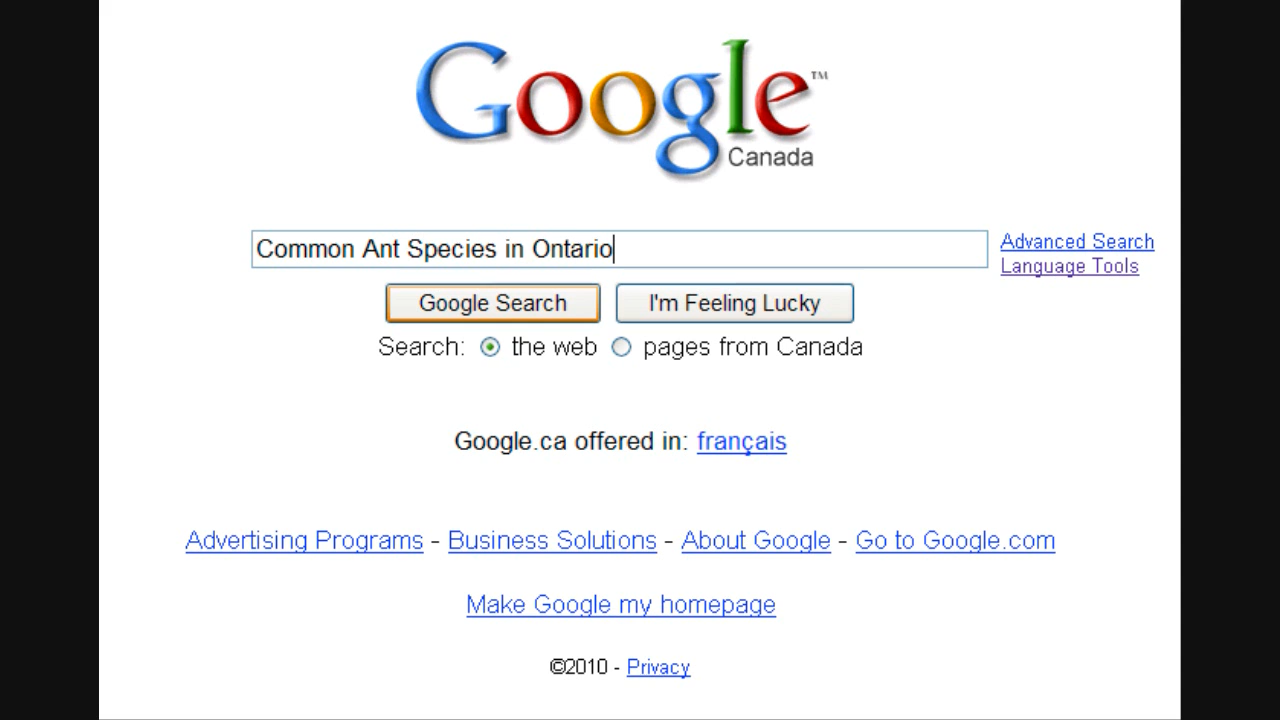 Google™
Canada
Common Ant Species in Ontario
Advanced Search
Language Tools
Google Search I'm Feeling Lucky
Search: the web pages from Canada
Google.ca offered in: français
Advertising Programs - Business Solutions - About Google - Go to Google.com
Make Google my homepage
©2010 - Privacy